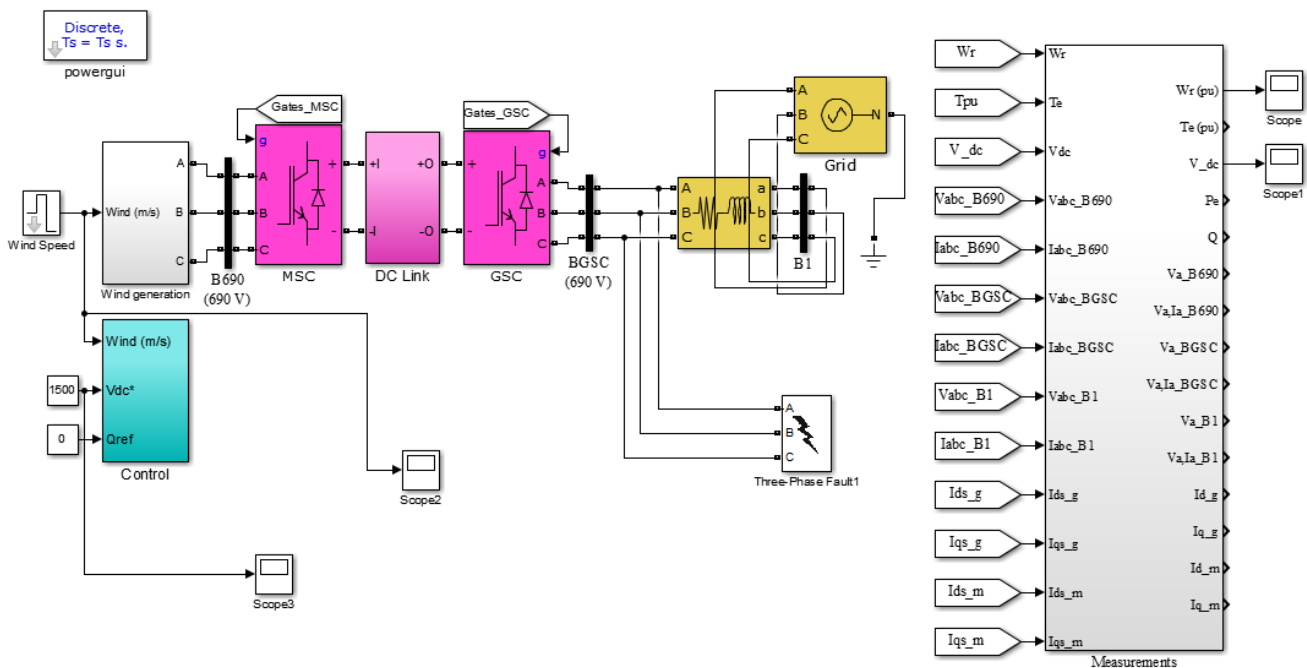 Discrete,
Ts = Ts s.
powergui
Wind Speed
Wind (m/s)
A
B
C
Wind generation
B690
(690 V)
Gates_MSC
g
A
B
C
+
-
MSC
+I
-I
+O
-O
DC Link
Gates_GSC
g
+
-
A
B
C
GSC
BGSC
(690 V)
A
B
C
a
b
c
B1
A
B
C
N
Grid
Wind (m/s)
Vdc*
Qref
Control
1500
0
Scope2
Scope3
A
B
C
Three-Phase Fault1
Wr
Tpu
V_dc
Vabc_B690
Iabc_B690
Vabc_BGSC
Iabc_BGSC
Vabc_B1
Iabc_B1
Ids_g
Iqs_g
Ids_m
Iqs_m
Wr
Te
Vdc
Vabc_B690
Iabc_B690
Vabc_BGSC
Iabc_BGSC
Vabc_B1
Iabc_B1
Ids_g
Iqs_g
Ids_m
Iqs_m
Wr (pu)
Te (pu)
V_dc
Pe
Q
Va_B690
Va,Ia_B690
Va_BGSC
Va,Ia_BGSC
Va_B1
Va,Ia_B1
Id_g
Iq_g
Id_m
Iq_m
Measurements
Scope
Scope1